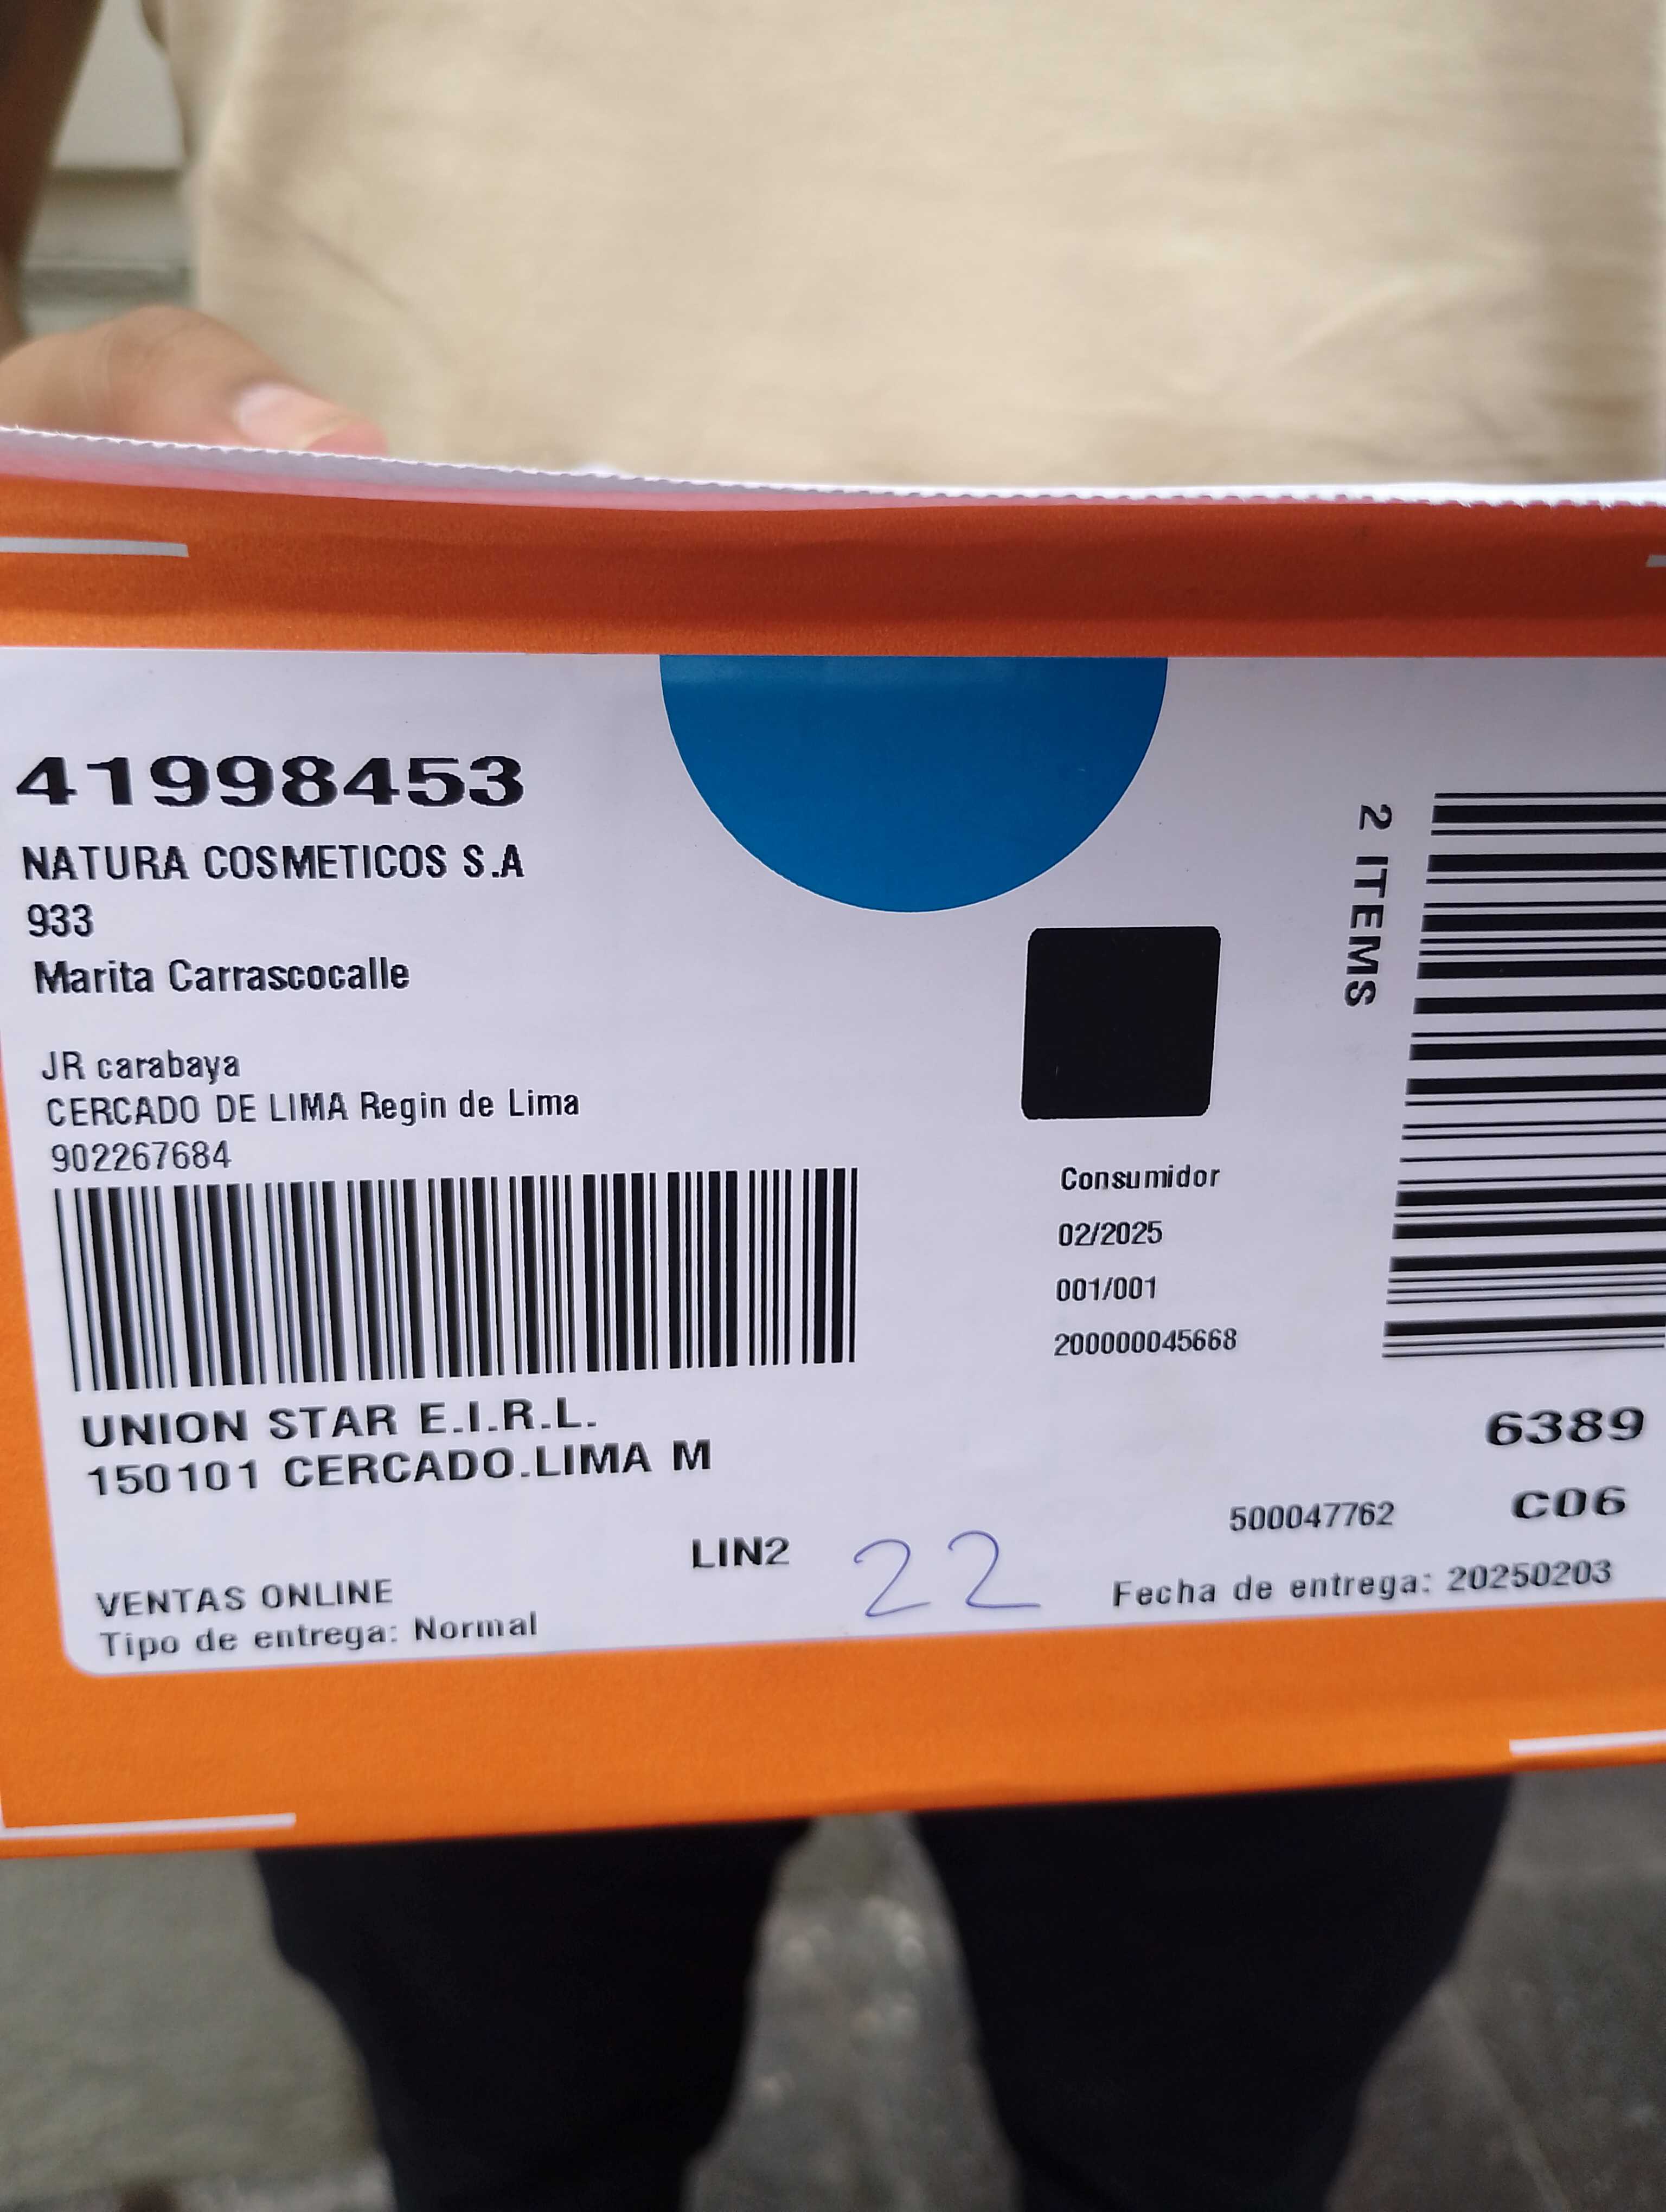 41998453
NATURA COSMETICOS S.A
933
Marita Carrascocalle
JR carabaya
CERCADO DE LIMA Regin de Lima
902267684
2 ITEMS
Consumidor
02/2025
001/001
200000045668
UNION STAR E.I.R.L.
150101 CERCADO.LIMA M
6389
500047762 C06
LIN2 22
VENTAS ONLINE
Fecha de entrega: 20250203
Tipo de entrega: Normal